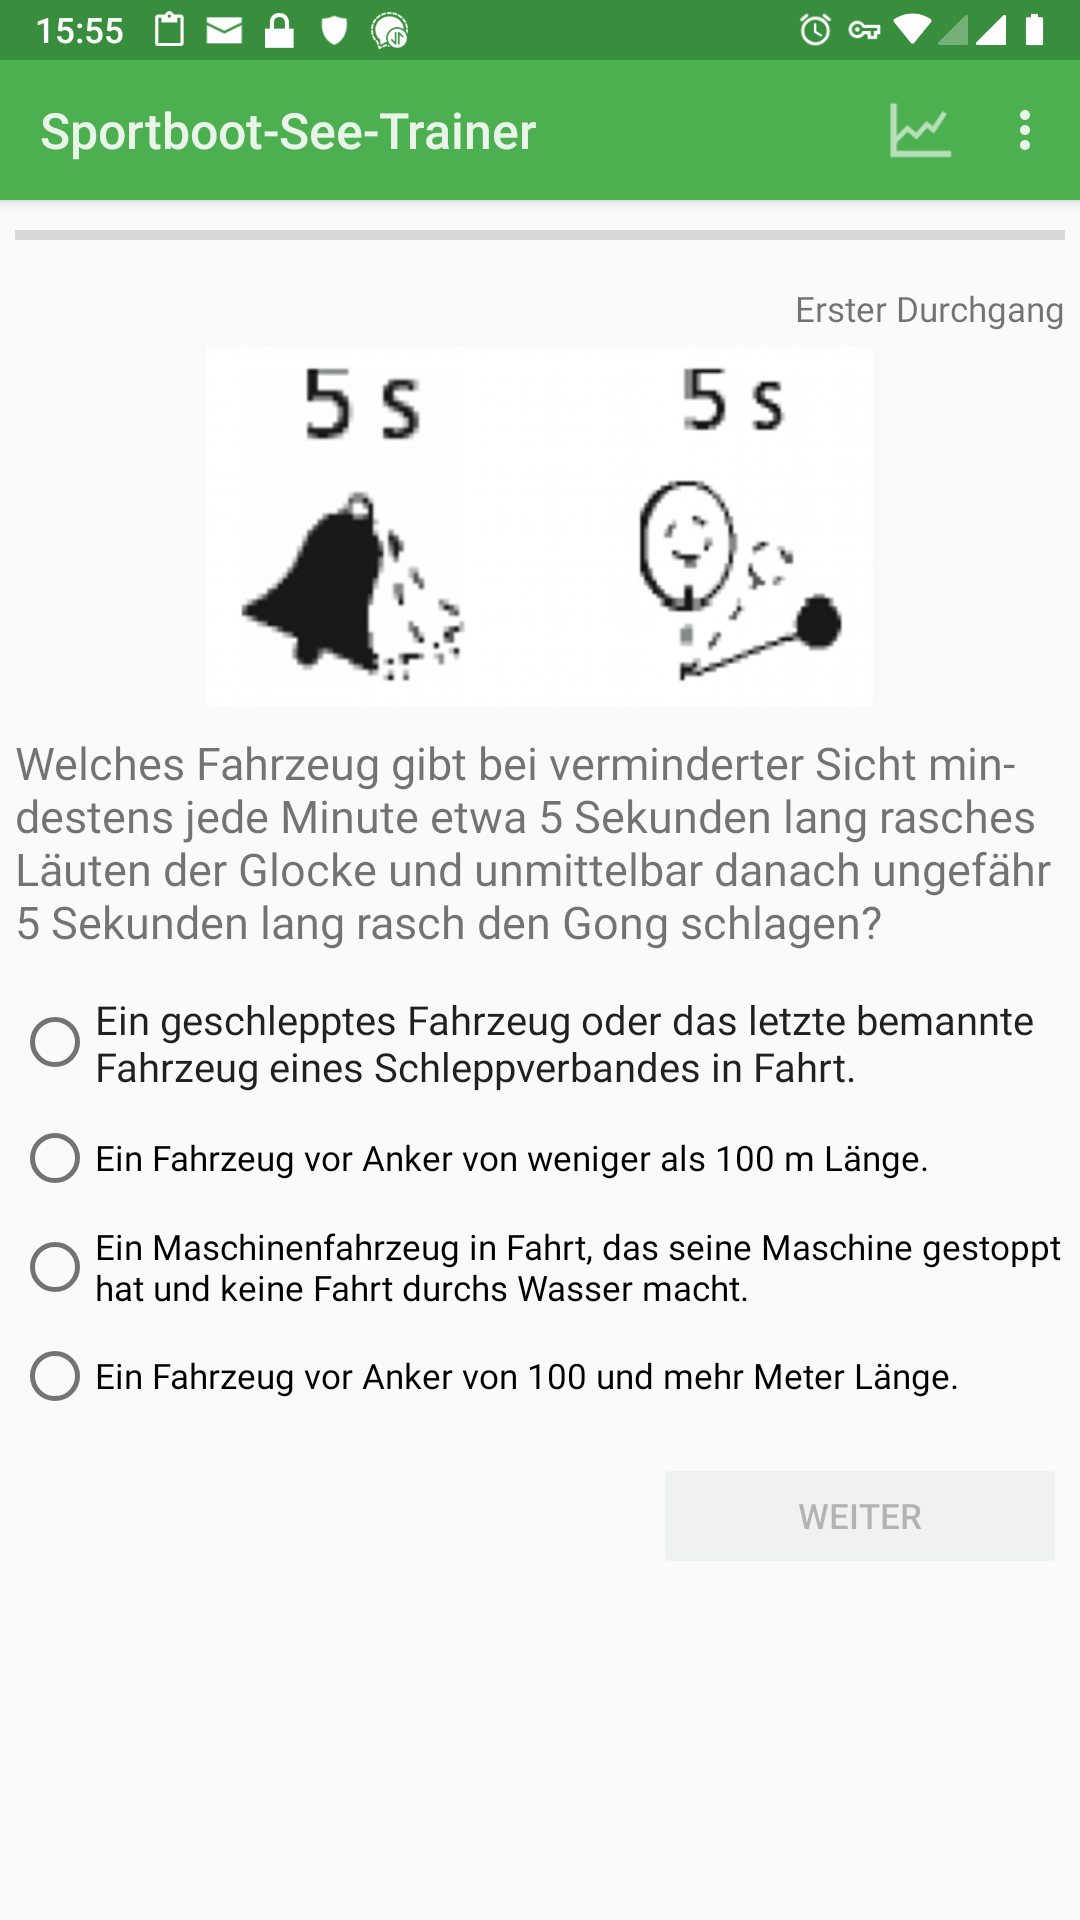 15:55
Sportboot-See-Trainer
Erster Durchgang
5 s 5 s
Welches Fahrzeug gibt bei verminderter Sicht min-
destens jede Minute etwa 5 Sekunden lang rasches
Läuten der Glocke und unmittelbar danach ungefähr
5 Sekunden lang rasch den Gong schlagen?
Ein geschlepptes Fahrzeug oder das letzte bemannte
Fahrzeug eines Schleppverbandes in Fahrt.
Ein Fahrzeug vor Anker von weniger als 100 m Länge.
Ein Maschinenfahrzeug in Fahrt, das seine Maschine gestoppt
hat und keine Fahrt durchs Wasser macht.
Ein Fahrzeug vor Anker von 100 und mehr Meter Länge.
WEITER